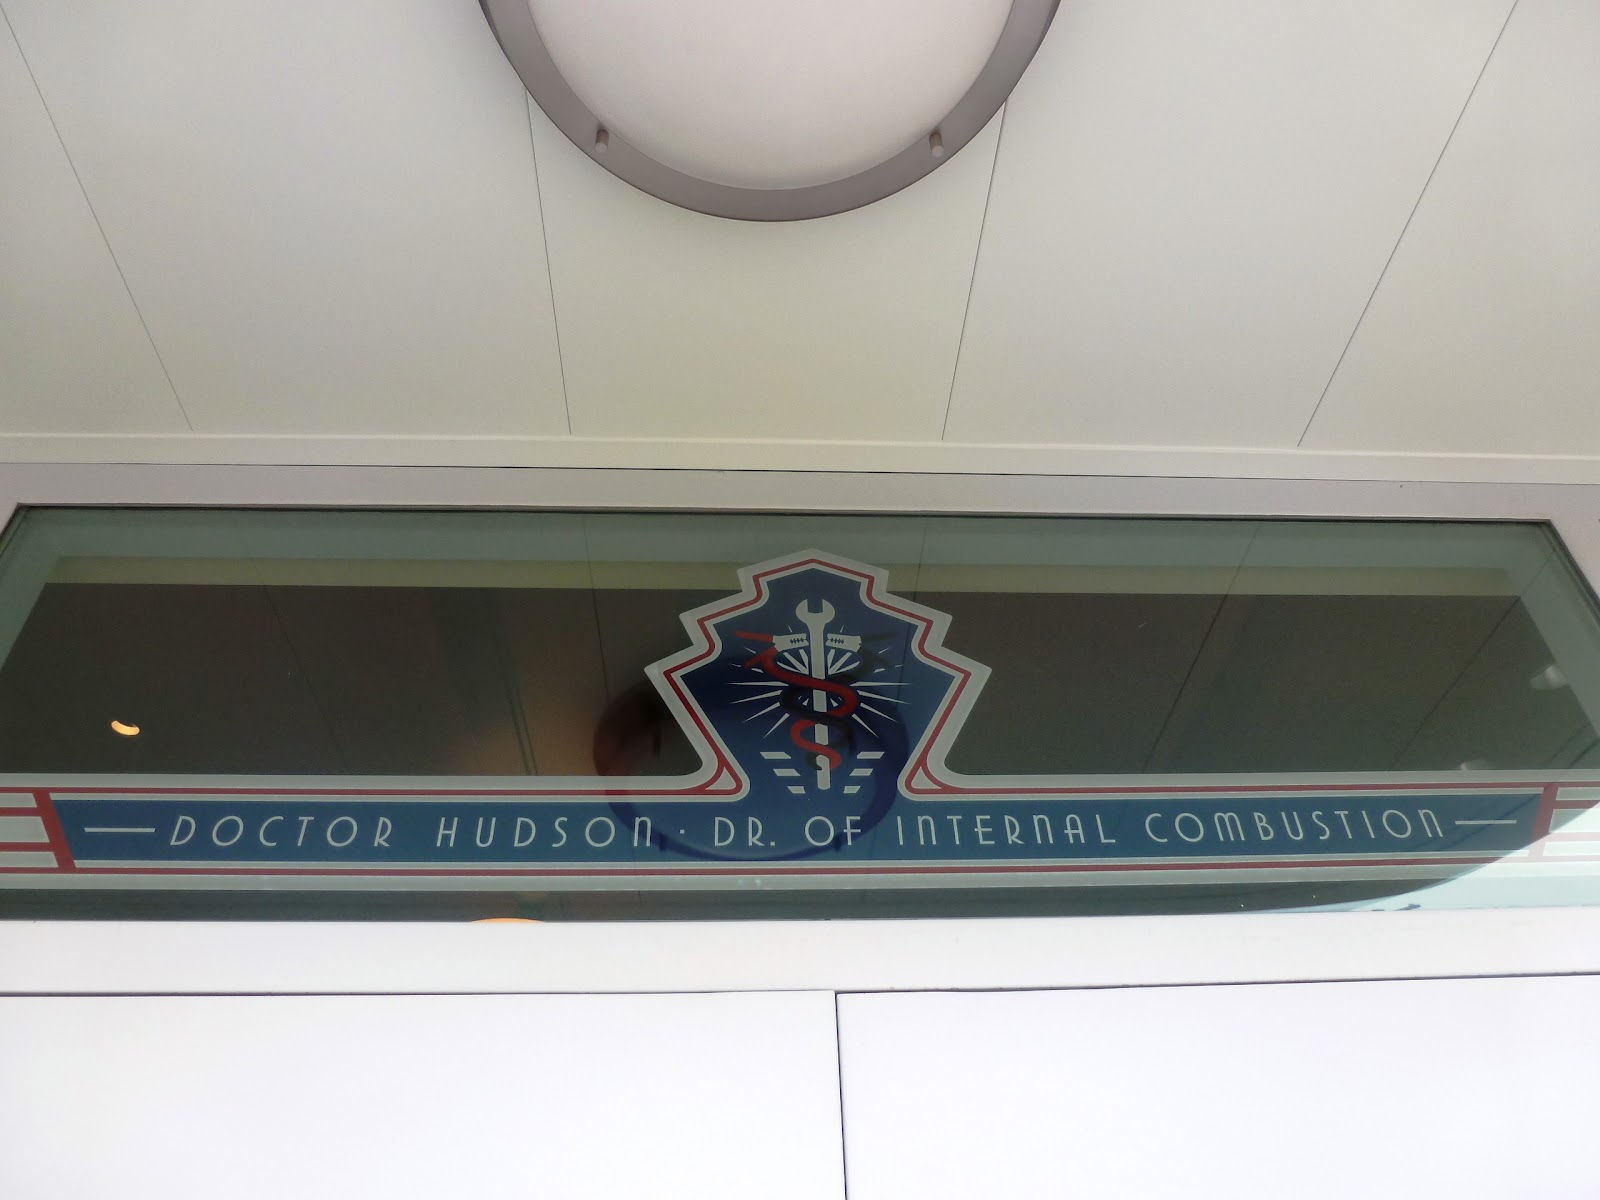 DOCTOR HUDSON · DR. OF INTERNAL COMBUSTION